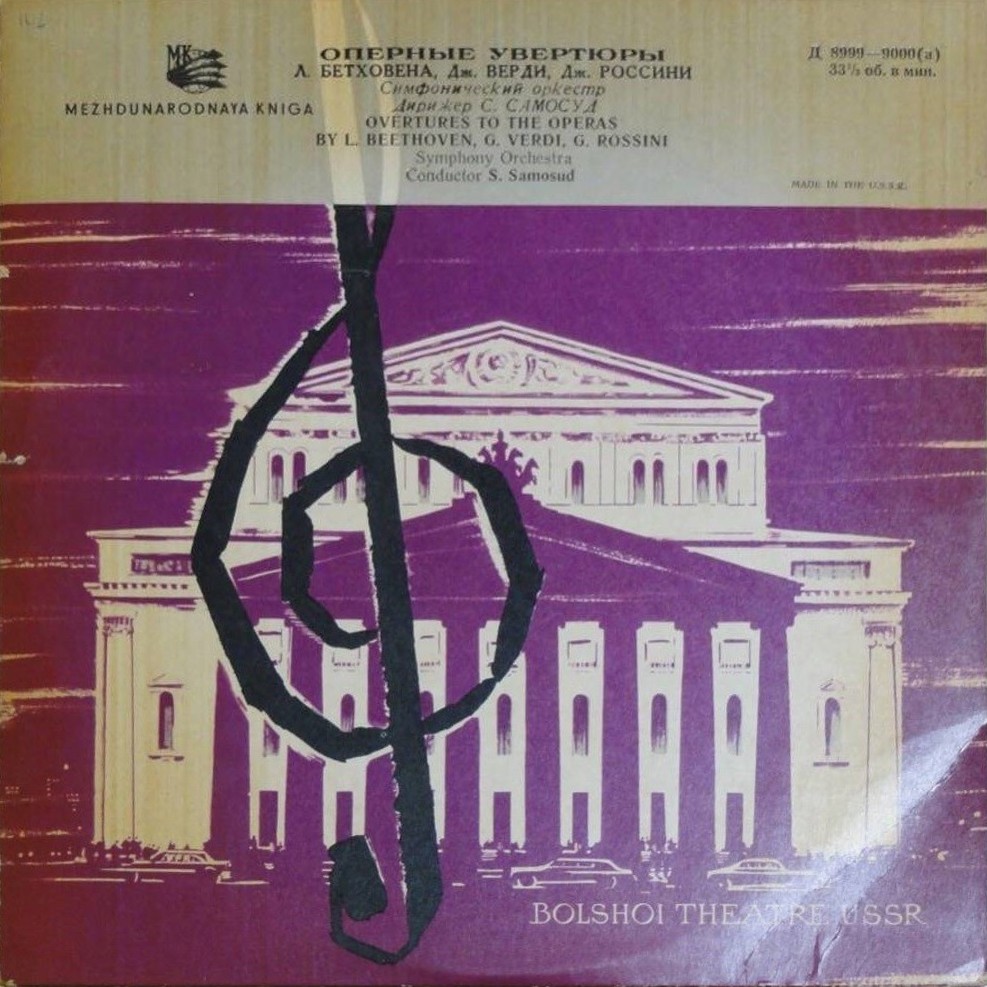 МК
MEZHDUNARODNAYA KNIGA
ОПЕРНЫЕ УВЕРТЮРЫ
Л. БЕТХОВЕНА, Дж. ВЕРДИ, Дж. РОССИНИ
Симфонический оркестр
Дирижер С. САМОСУД
OVERTURES TO THE OPERAS
BY L. BEETHOVEN, G. VERDI, G. ROSSINI
Symphony Orchestra
Conductor S. Samosud
Д 8999—9000(а)
33⅓ об. в мин.
MADE IN THE U.S.S.R.
BOLSHOI THEATRE USSR